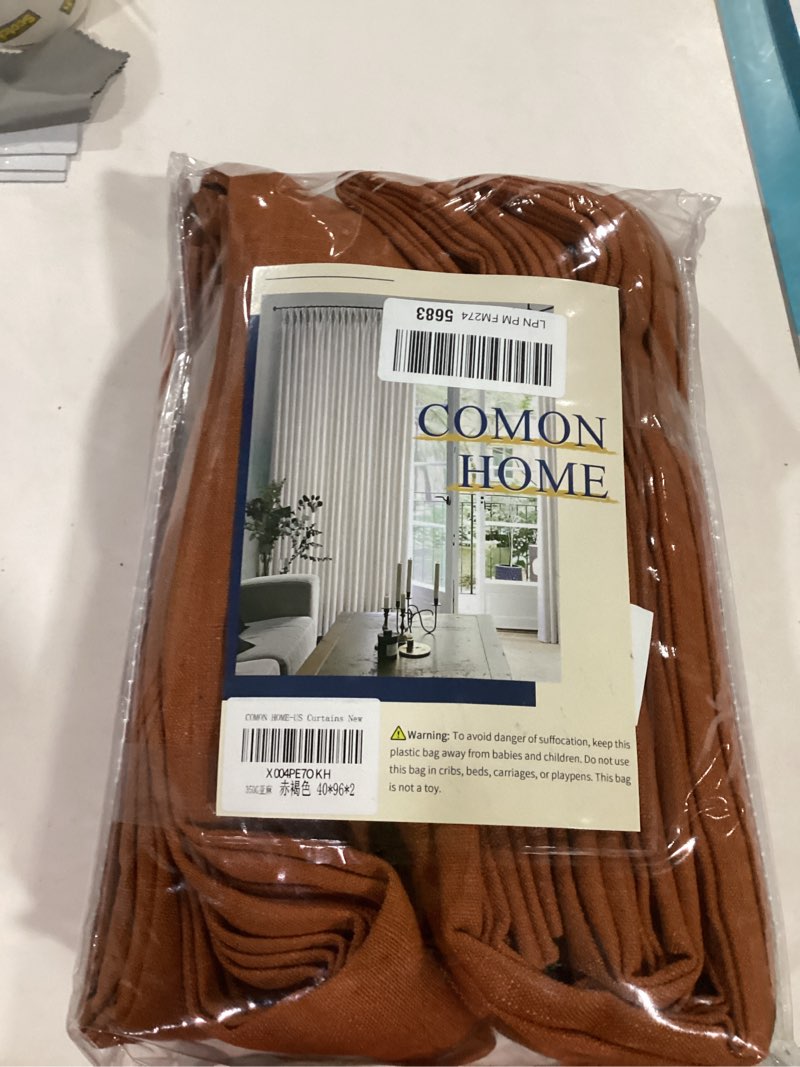 LPN PM FM274 5683
COMON
HOME
COMON HOME-US Curtains New
X004PE7OKH
350G亚麻 赤褐色 40*96*2
Warning: To avoid danger of suffocation, keep this
plastic bag away from babies and children. Do not use
this bag in cribs, beds, carriages, or playpens. This bag
is not a toy.